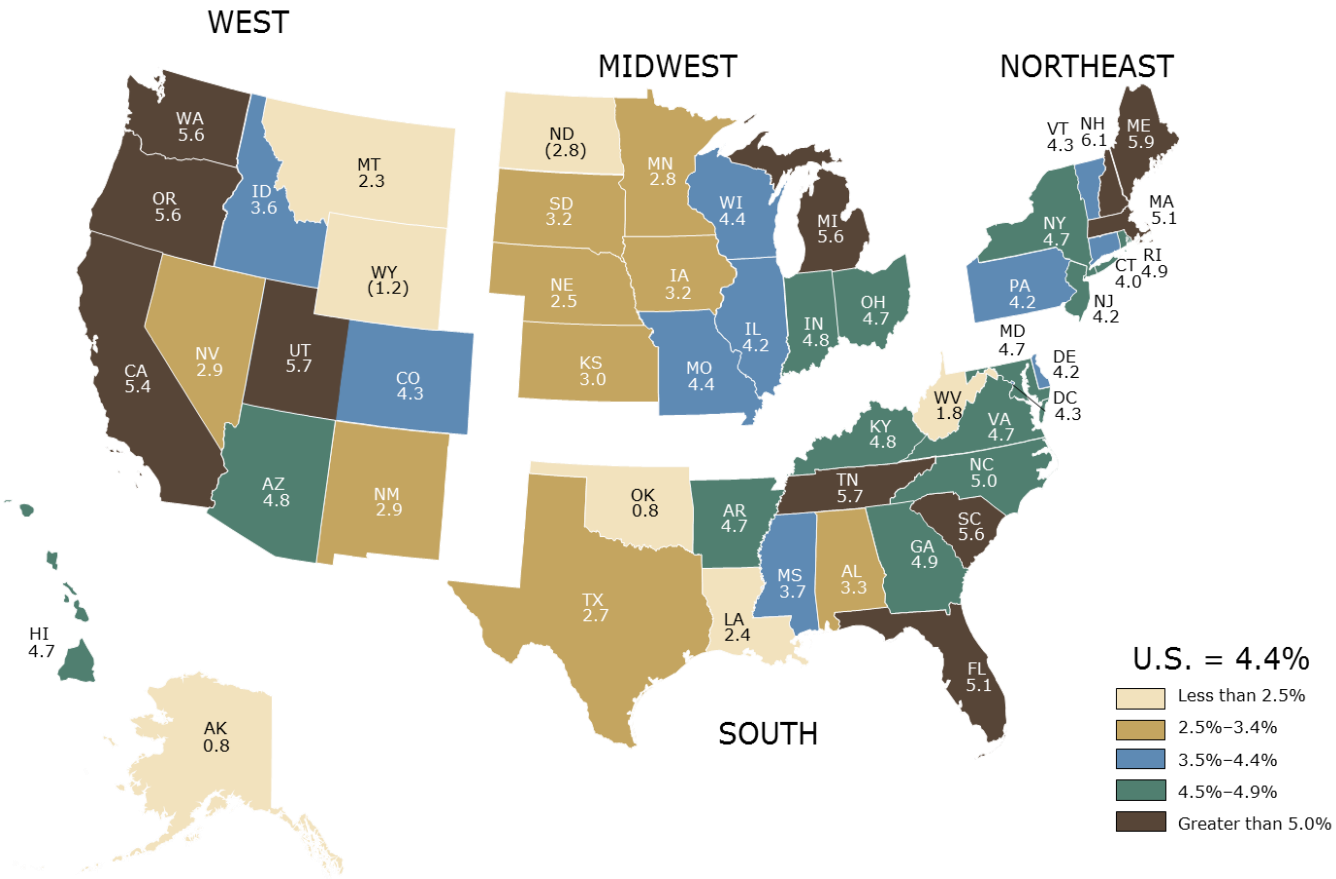 WEST
WA
5.6
OR
5.6
CA
5.4
ID
3.6
NV
2.9
MT
2.3
WY
(1.2)
UT
5.7
CO
4.3
AZ
4.8
NM
2.9
HI
4.7
AK
0.8
MIDWEST
ND
(2.8)
SD
3.2
NE
2.5
KS
3.0
MN
2.8
IA
3.2
MO
4.4
WI
4.4
IL
4.2
MI
5.6
IN
4.8
OH
4.7
NORTHEAST
VT
4.3
NH
6.1
ME
5.9
MA
5.1
NY
4.7
RI
4.9
CT
4.0
PA
4.2
NJ
4.2
MD
4.7
DE
4.2
DC
4.3
WV
1.8
VA
4.7
KY
4.8
NC
5.0
TN
5.7
SC
5.6
OK
0.8
AR
4.7
TX
2.7
LA
2.4
MS
3.7
AL
3.3
GA
4.9
FL
5.1
SOUTH
U.S. = 4.4%
Less than 2.5%
2.5%–3.4%
3.5%–4.4%
4.5%–4.9%
Greater than 5.0%